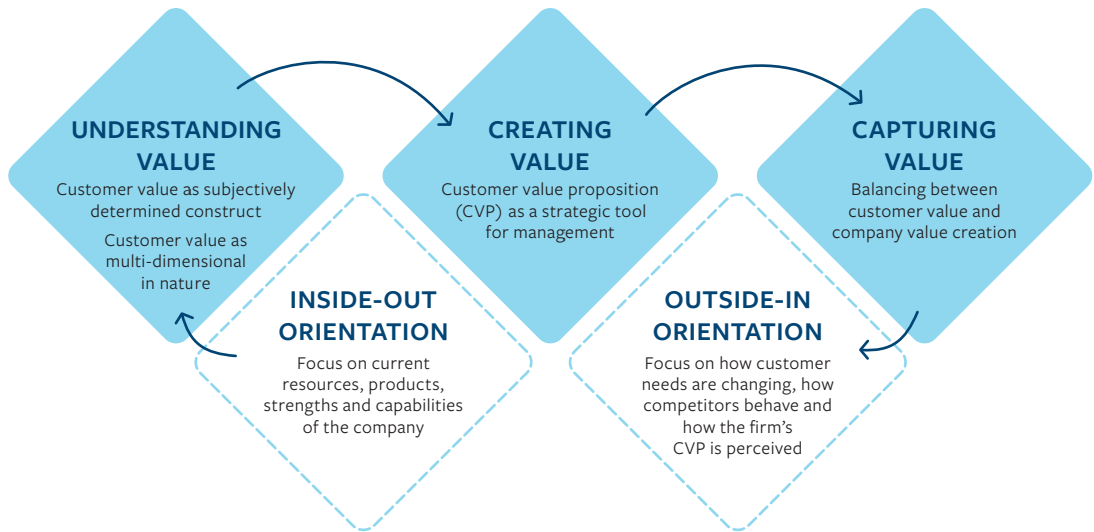 UNDERSTANDING
VALUE
Customer value as subjectively
determined construct
Customer value as
multi-dimensional
in nature
CREATING
VALUE
Customer value proposition
(CVP) as a strategic tool
for management
CAPTURING
VALUE
Balancing between
customer value and
company value creation
INSIDE-OUT
ORIENTATION
Focus on current
resources, products,
strengths and capabilities
of the company
OUTSIDE-IN
ORIENTATION
Focus on how customer
needs are changing, how
competitors behave and
how the firm’s
CVP is perceived